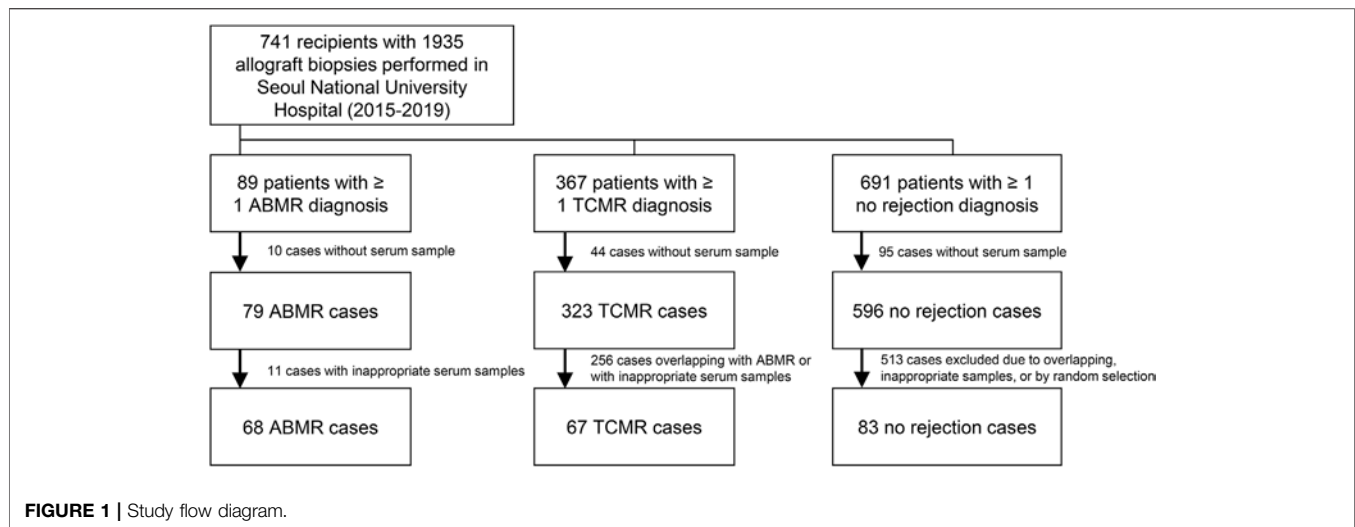 741 recipients with 1935
allograft biopsies performed in
Seoul National University
Hospital (2015-2019)
89 patients with ≥
1 ABMR diagnosis
367 patients with ≥
1 TCMR diagnosis
691 patients with ≥ 1
no rejection diagnosis
10 cases without serum sample
44 cases without serum sample
95 cases without serum sample
79 ABMR cases
323 TCMR cases
596 no rejection cases
11 cases with inappropriate serum samples
256 cases overlapping with ABMR or
with inappropriate serum samples
513 cases excluded due to overlapping,
inappropriate samples, or by random selection
68 ABMR cases
67 TCMR cases
83 no rejection cases
FIGURE 1 | Study flow diagram.